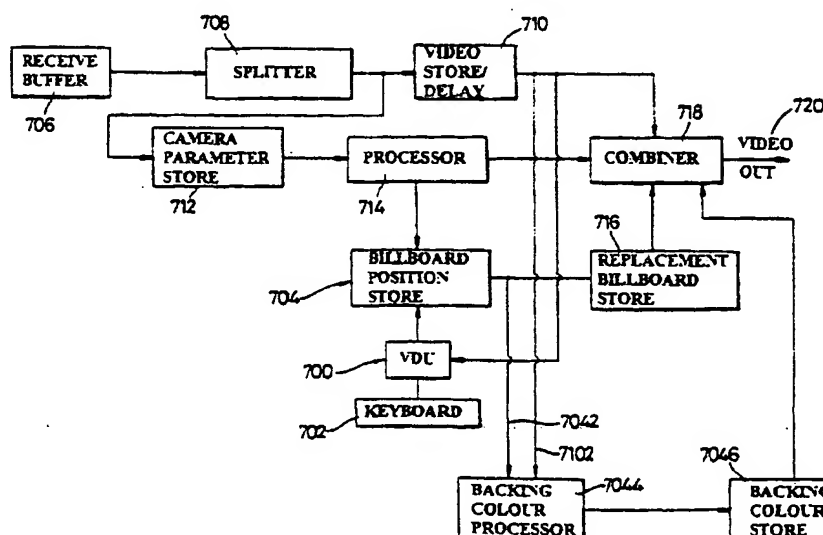 708
710
RECEIVE
BUFFER
706
SPLITTER
VIDEO
STORE/
DELAY
718
720
CAMERA
PARAMETER
STORE
712
PROCESSOR
714
COMBINER
VIDEO
OUT
716
704
BILLBOARD
POSITION
STORE
REPLACEMENT
BILLBOARD
STORE
700
VDU
702
KEYBOARD
7042
7102
7044
7046
BACKING
COLOUR
PROCESSOR
BACKING
COLOUR
STORE